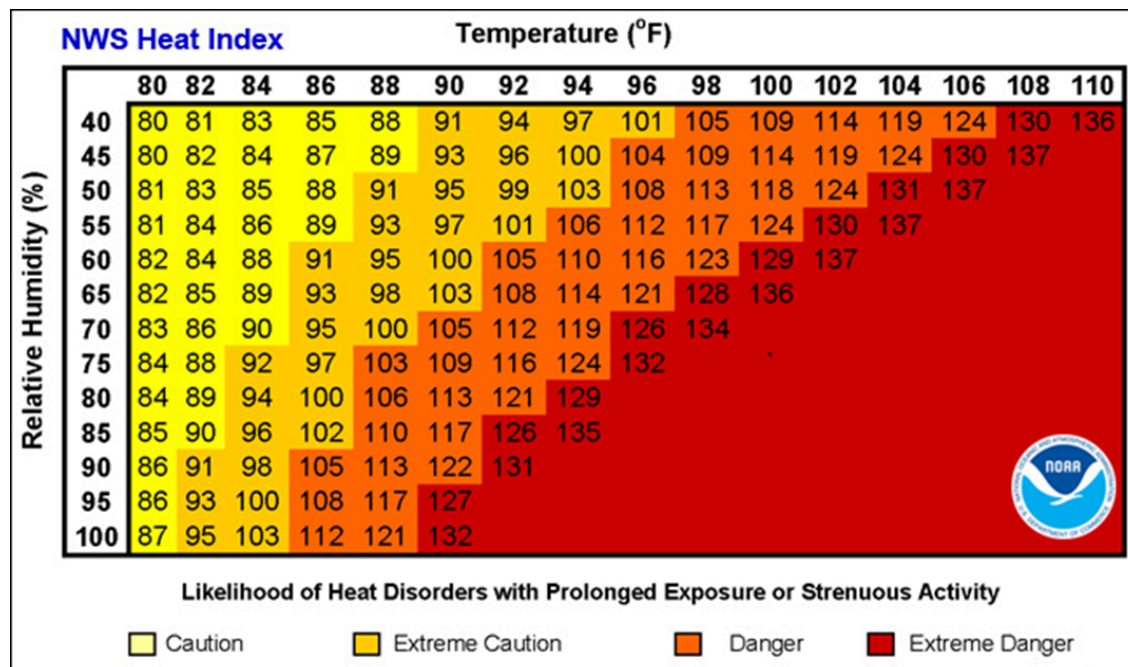 NWS Heat Index
Temperature (°F)
80 82 84 86 88 90 92 94 96 98 100 102 104 106 108 110
Relative Humidity (%)
40 80 81 83 85 88 91 94 97 101 105 109 114 119 124 130 136
45 80 82 84 87 89 93 96 100 104 109 114 119 124 130 137
50 81 83 85 88 91 95 99 103 108 113 118 124 131 137
55 81 84 86 89 93 97 101 106 112 117 124 130 137
60 82 84 88 91 95 100 105 110 116 123 129 137
65 82 85 89 93 98 103 108 114 121 128 136
70 83 86 90 95 100 105 112 119 126 134
75 84 88 92 97 103 109 116 124 132
80 84 89 94 100 106 113 121 129
85 85 90 96 102 110 117 126 135
90 86 91 98 105 113 122 131
95 86 93 100 108 117 127
100 87 95 103 112 121 132
NATIONAL OCEANIC AND ATMOSPHERIC ADMINISTRATION
NOAA
U.S. DEPARTMENT OF COMMERCE
Likelihood of Heat Disorders with Prolonged Exposure or Strenuous Activity
Caution Extreme Caution Danger Extreme Danger